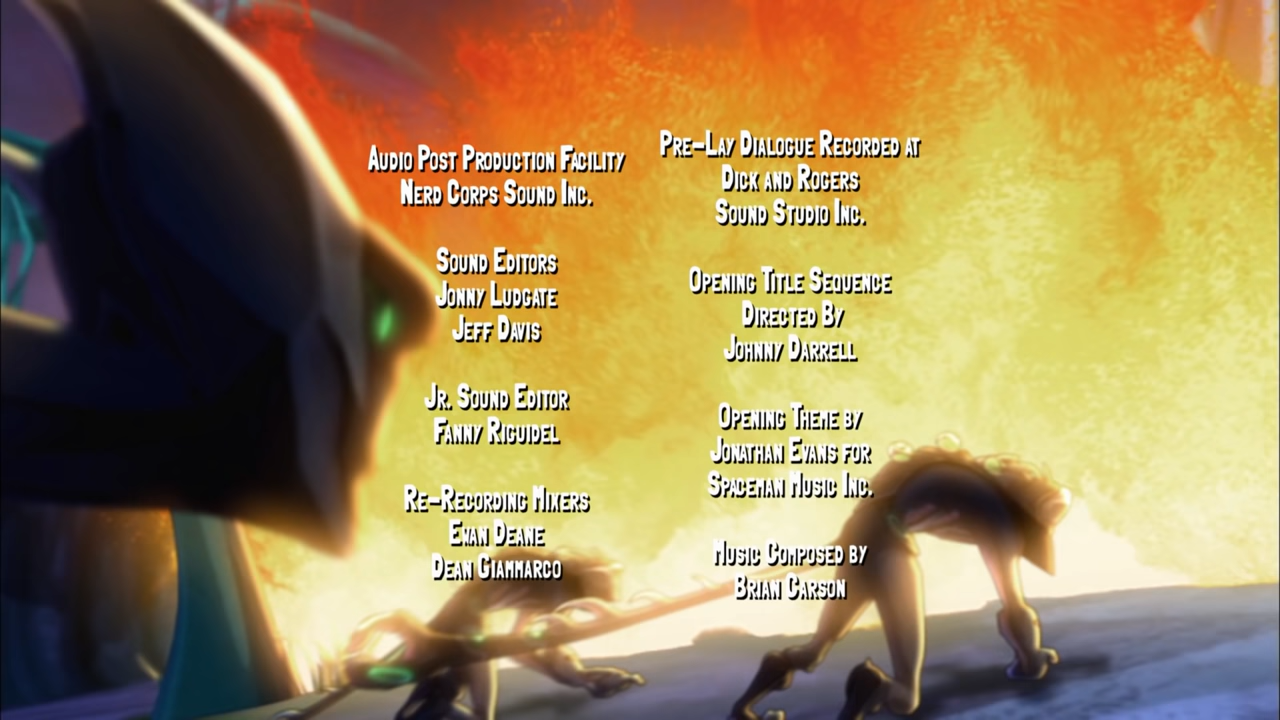 Audio Post Production Facility
Nerd Corps Sound Inc.
Sound Editors
Jonny Ludgate
Jeff Davis
Jr. Sound Editor
Fanny Riguidel
Re-Recording Mixers
Ewan Deane
Dean Giammarco
Pre-Lay Dialogue Recorded at
Dick and Rogers
Sound Studio Inc.
Opening Title Sequence
Directed By
Johnny Darrell
Opening Theme by
Jonathan Evans for
Spaceman Music Inc.
Music Composed by
Brian Carson